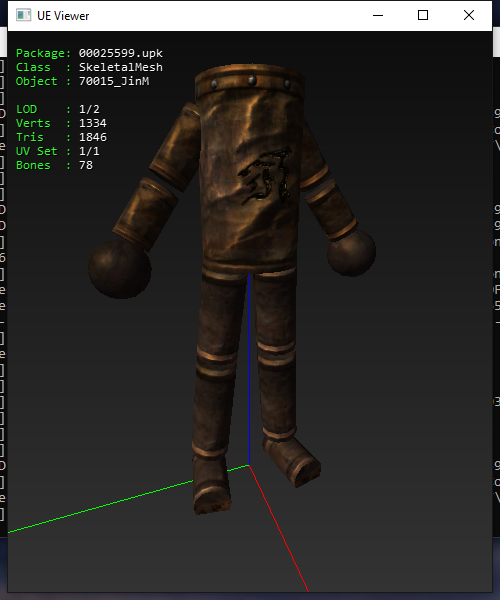 UE Viewer
Package: 00025599.upk
Class  : SkeletalMesh
Object : 70015_JinM
LOD    : 1/2
Verts  : 1334
Tris   : 1846
UV Set : 1/1
Bones  : 78